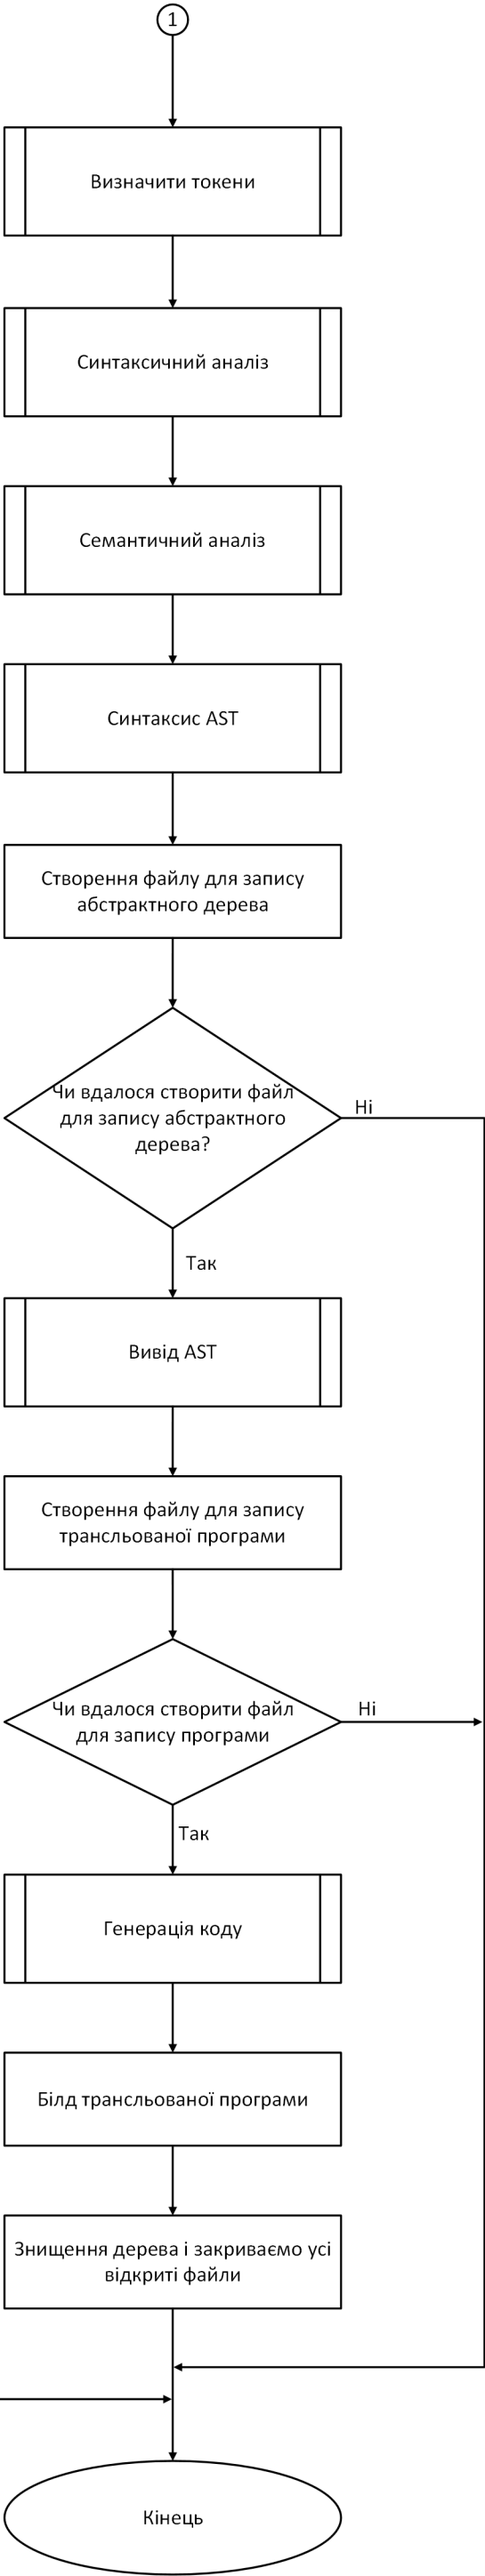 1
Визначити токени
Синтаксичний аналіз
Семантичний аналіз
Синтаксис AST
Створення файлу для запису
абстрактного дерева
Чи вдалося створити файл
для запису абстрактного
дерева?
Ні
Так
Вивід AST
Створення файлу для запису
трансльованої програми
Чи вдалося створити файл
для запису програми
Ні
Так
Генерація коду
Білд трансльованої програми
Знищення дерева і закриваємо усі
відкриті файли
Кінець